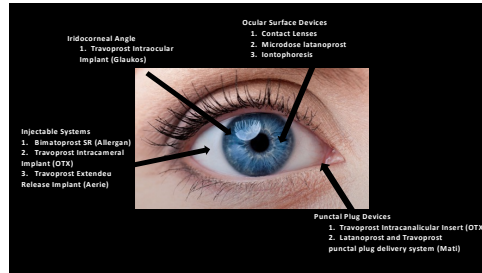 Ocular Surface Devices
1. Contact Lenses
2. Microdose latanoprost
3. Iontophoresis
Iridocorneal Angle
1. Travoprost Intraocular
Implant (Glaukos)
Injectable Systems
1. Bimatoprost SR (Allergan)
2. Travoprost Intracameral
Implant (OTX)
3. Travoprost Extended
Release Implant (Aerie)
Punctal Plug Devices
1. Travoprost Intracanalicular Insert (OTX
2. Latanoprost and Travoprost
punctal plug delivery system (Mati)